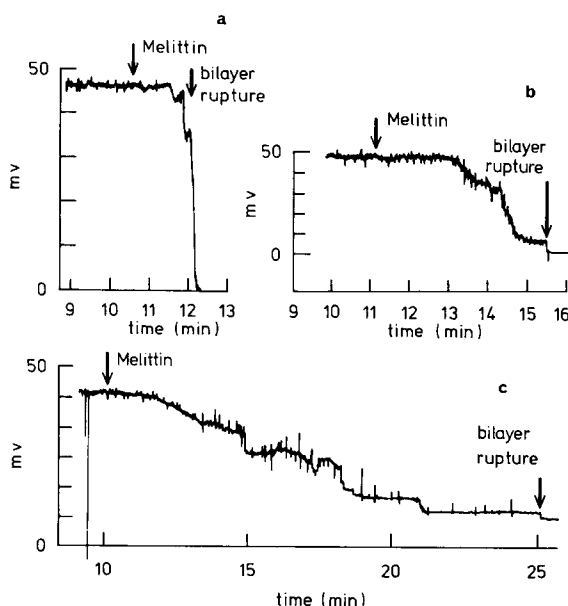 a
50
Melittin
bilayer
rupture
mv
0
9 10 11 12 13
time (min)
b
Melittin
bilayer
rupture
50
mv
0
9 10 11 12 13 14 15 16
time (min)
c
50
Melittin
bilayer
rupture
mv
0
10 15 20 25
time (min)